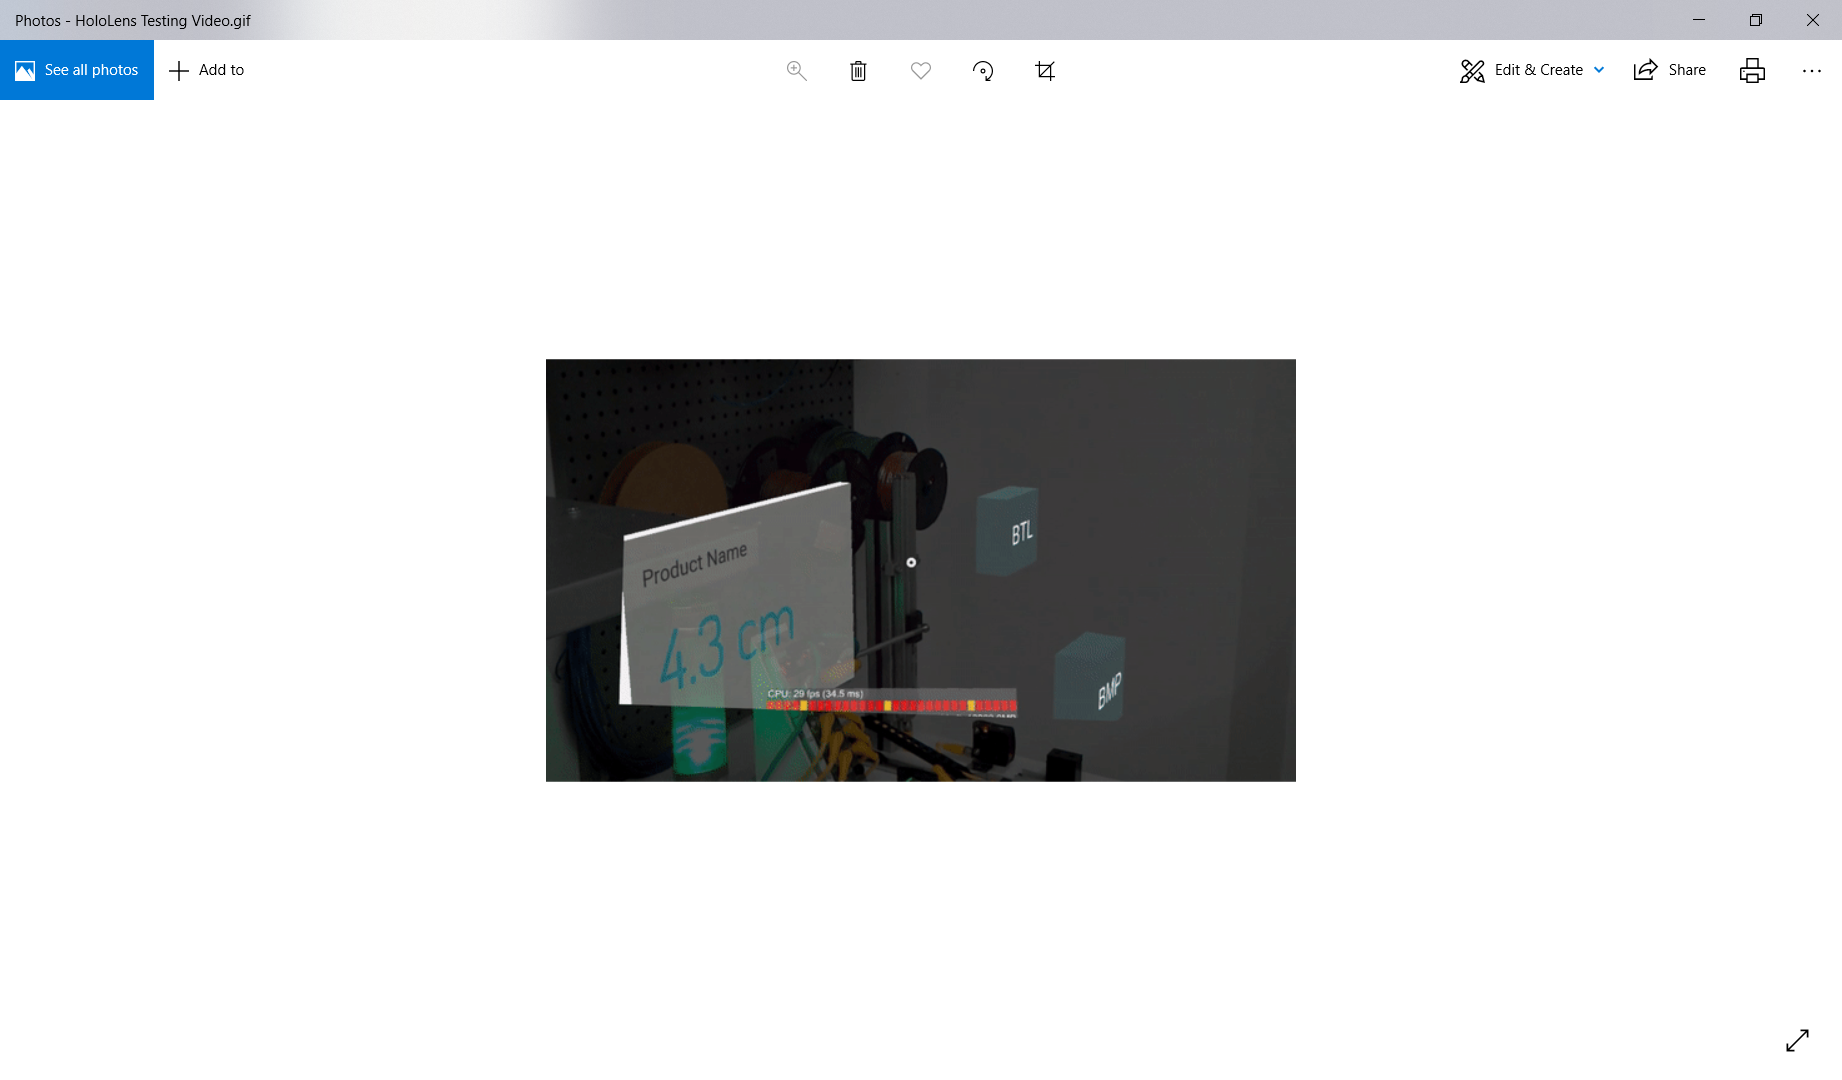 Photos - HoloLens Testing Video.gif
See all photos
Add to
Edit & Create
Share
Product Name
4.3 cm
BTL
BMP
CPU: 29 fps (34.5 ms)